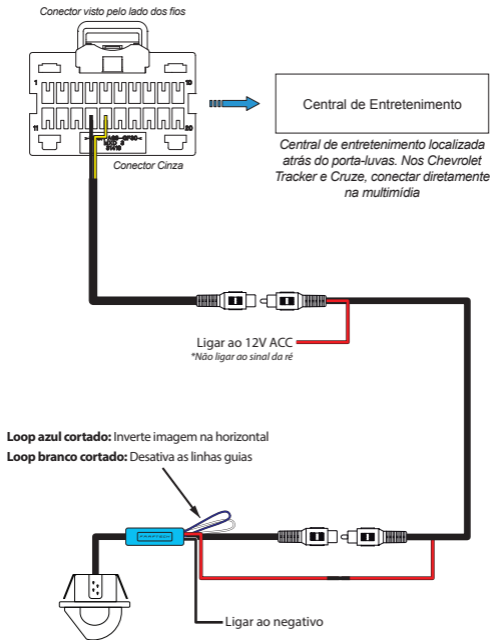 Conector visto pelo lado dos fios
1
10
11
20
Conector Cinza
Central de Entretenimento
Central de entretenimento localizada
atrás do porta-luvas. Nos Chevrolet
Tracker e Cruze, conectar diretamente
na multimídia
Ligar ao 12V ACC
*Não ligar ao sinal da ré
Loop azul cortado: Inverte imagem na horizontal
Loop branco cortado: Desativa as linhas guias
Ligar ao negativo